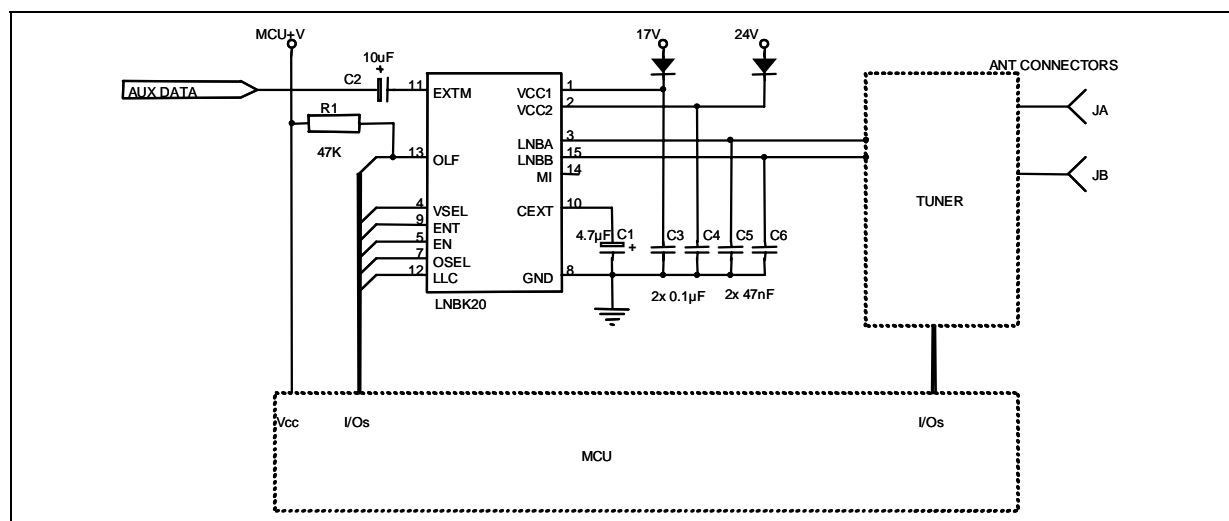 MCU+V
17V
24V
10uF
+
C2
ANT CONNECTORS
AUX DATA
11
EXTM
VCC1
1
VCC2
2
JA
R1
47K
13
OLF
LNBA
3
LNBB
15
MI
14
JB
TUNER
4
VSEL
9
ENT
5
EN
7
OSEL
12
LLC
CEXT
10
4.7µF
C1
+
C3
C4
C5
C6
GND
8
2x 0.1µF
2x 47nF
LNBK20
Vcc
I/Os
I/Os
MCU